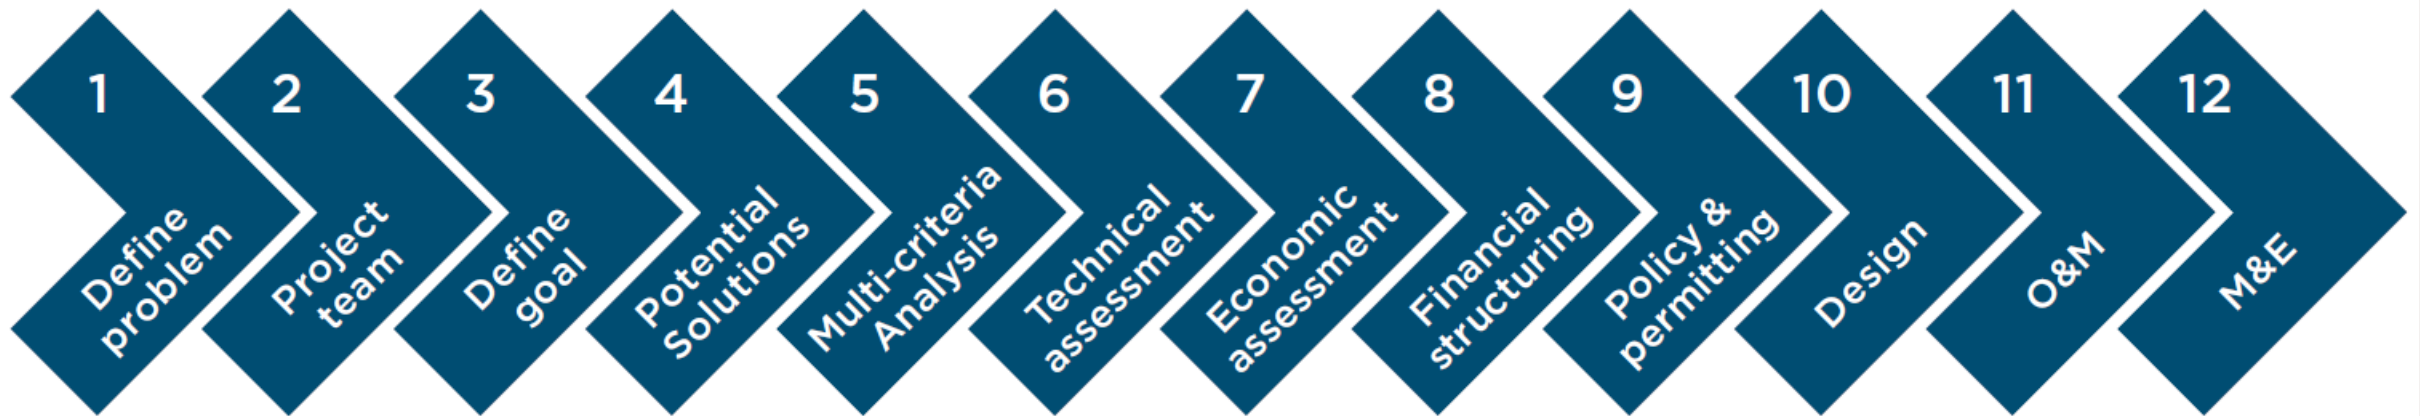 1
Define
problem
2
Project
team
3
Define
goal
4
Potential
Solutions
5
Multi-criteria
Analysis
6
Technical
assessment
7
Economic
assessment
8
Financial
structuring
9
Policy &
permitting
10
Design
11
O&M
12
M&E